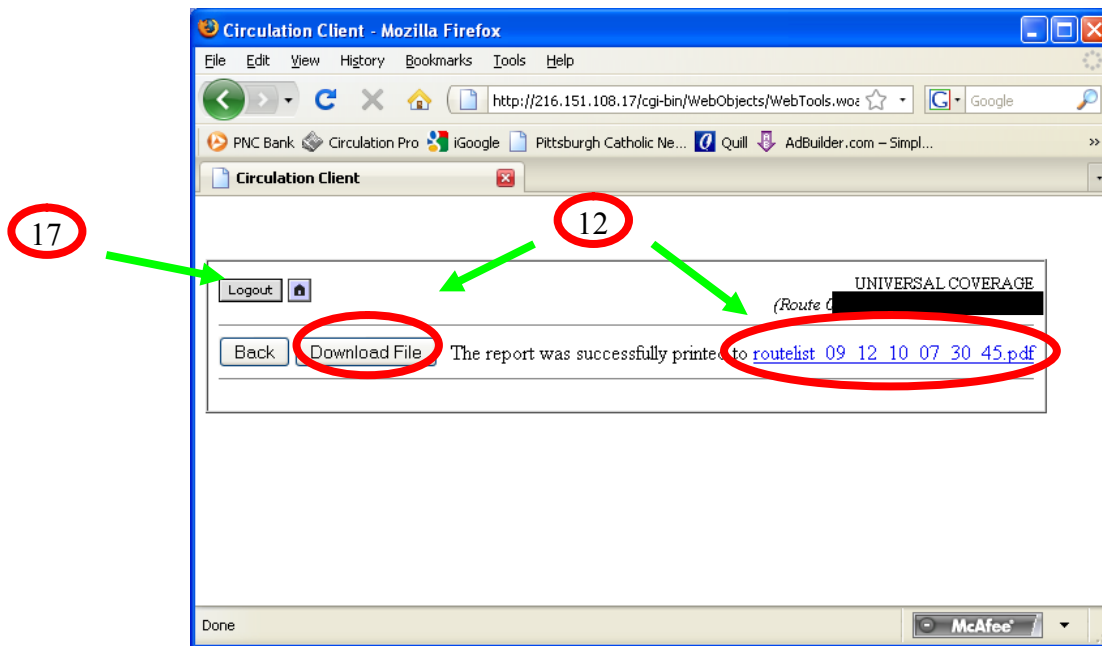 Circulation Client - Mozilla Firefox
File Edit View History Bookmarks Tools Help
http://216.151.108.17/cgi-bin/WebObjects/WebTools.woa G Google
PNC Bank Circulation Pro iGoogle Pittsburgh Catholic Ne... Q Quill AdBuilder.com – Simpl... »
Circulation Client
12
17
Logout UNIVERSAL COVERAGE
(Route
Back Download File The report was successfully printed to routelist_09_12_10_07_30_45.pdf
Done McAfee®